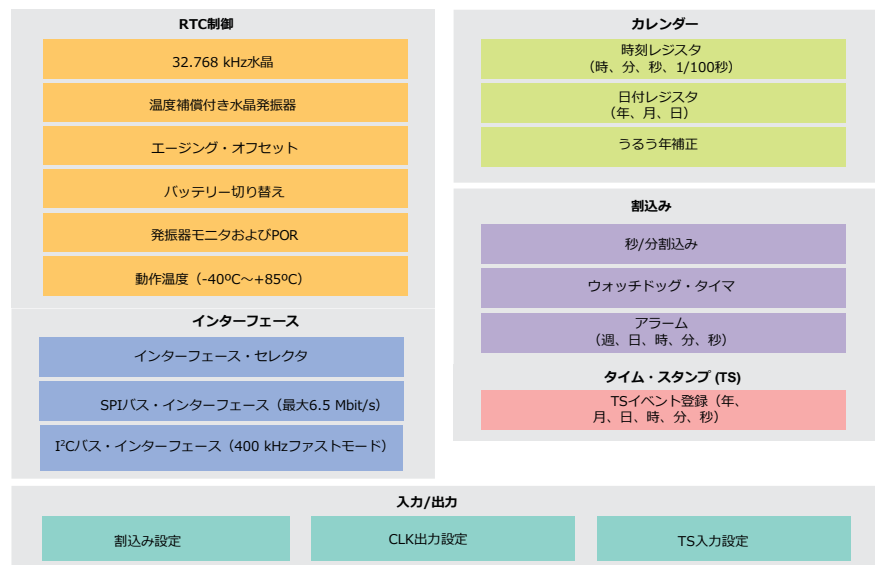 RTC制御
32.768 kHz水晶
温度補償付き水晶発振器
エージング・オフセット
バッテリー切り替え
発振器モニタおよびPOR
動作温度（-40ºC～+85ºC）
インターフェース
インターフェース・セレクタ
SPIバス・インターフェース（最大6.5 Mbit/s）
I²Cバス・インターフェース（400 kHzファストモード）
カレンダー
時刻レジスタ
（時、分、秒、1/100秒）
日付レジスタ
（年、月、日）
うるう年補正
割込み
秒/分割込み
ウォッチドッグ・タイマ
アラーム
（週、日、時、分、秒）
タイム・スタンプ (TS)
TSイベント登録（年、
月、日、時、分、秒）
入力/出力
割込み設定
CLK出力設定
TS入力設定